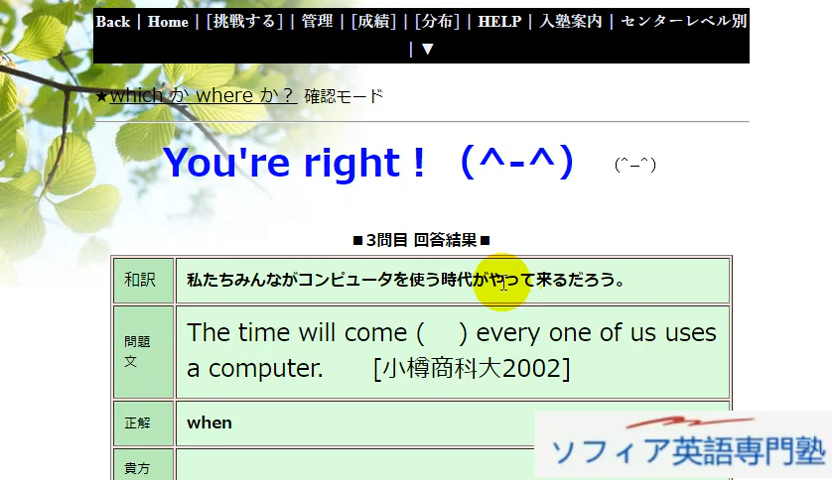 Back | Home | [挑戦する] | 管理 | [成績] | [分布] | HELP | 入塾案内 | センターレベル別
| ▼
★which か where か？ 確認モード
You're right！（^-^） （^−^）
■3問目 回答結果■
和訳 私たちみんながコンピュータを使う時代がやって来るだろう。
問題文 The time will come (　) every one of us uses
a computer.　　[小樽商科大2002]
正解 when
貴方
ソフィア英語専門塾